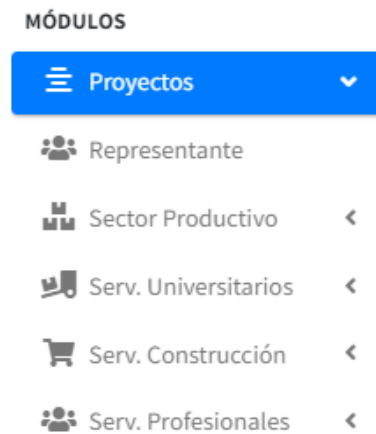 MÓDULOS
Proyectos
Representante
Sector Productivo
Serv. Universitarios
Serv. Construcción
Serv. Profesionales